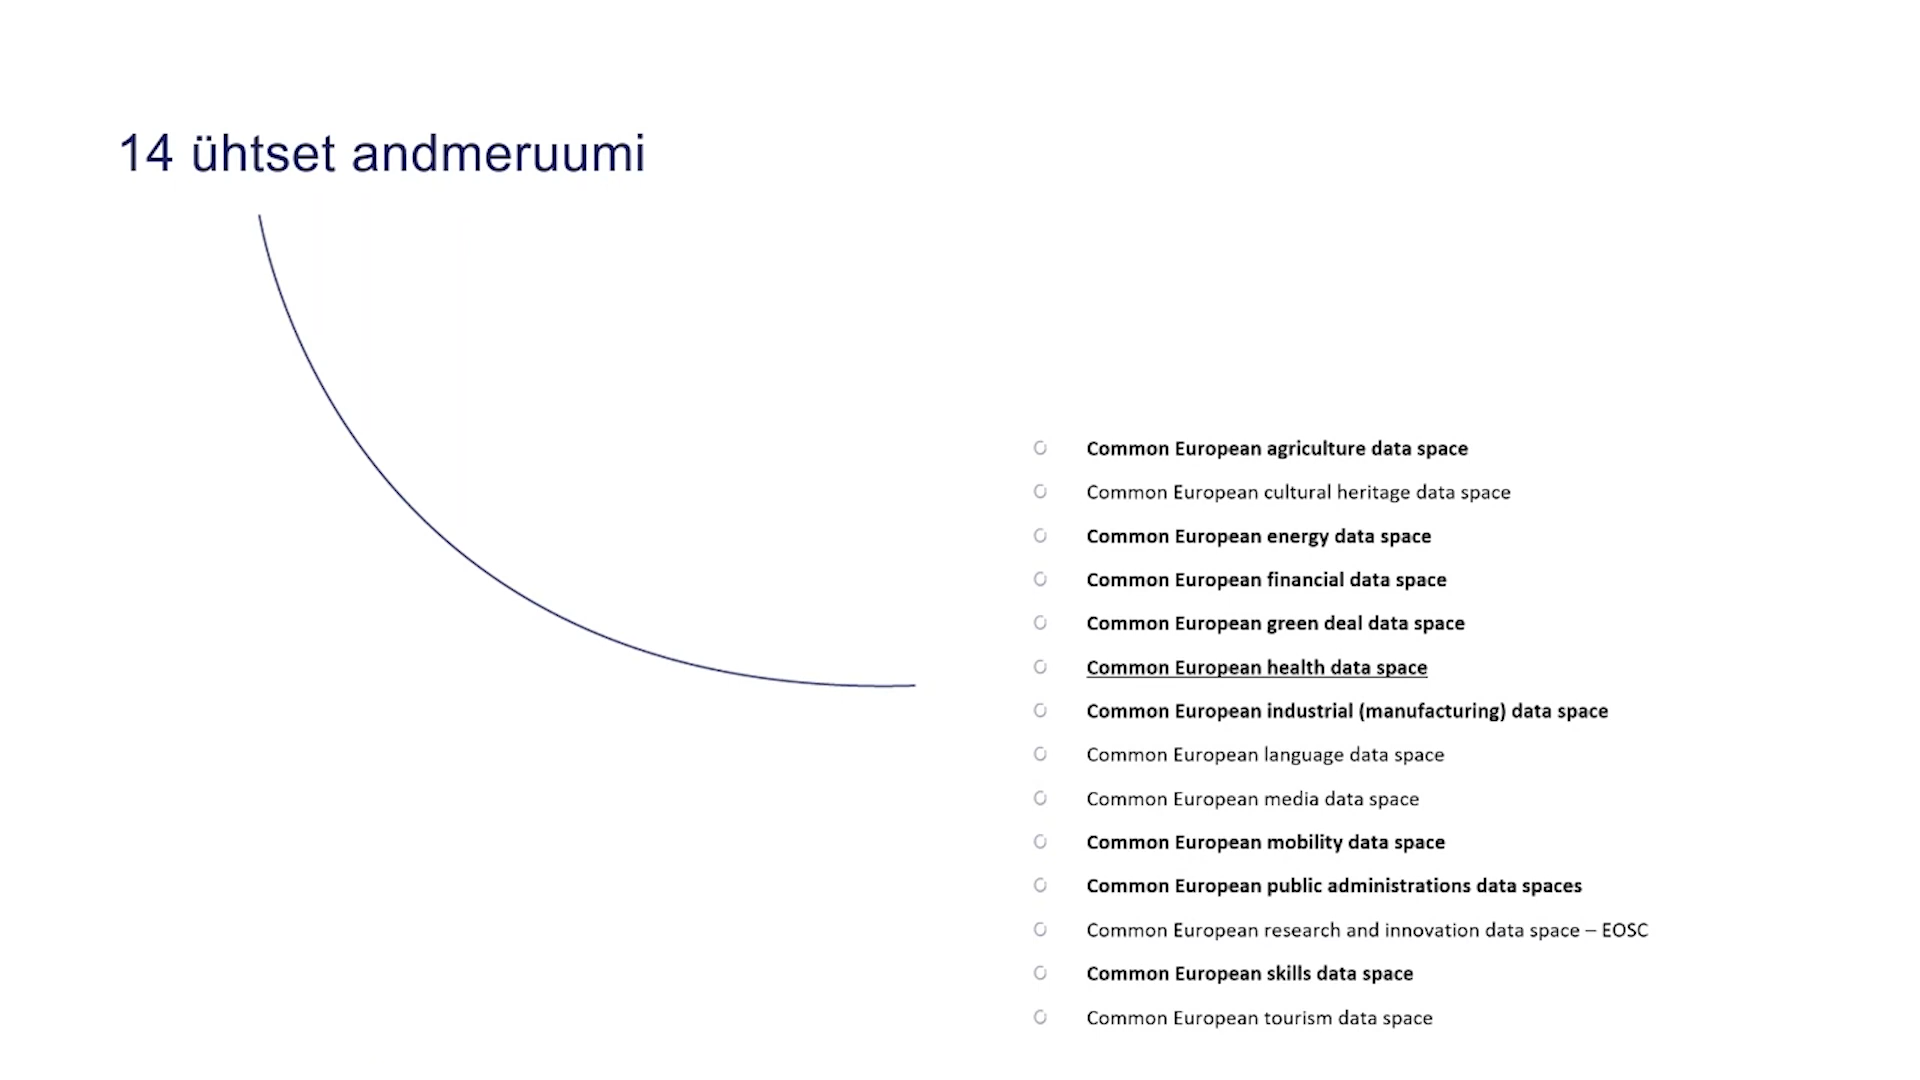 14 ühtset andmeruumi
Common European agriculture data space
Common European cultural heritage data space
Common European energy data space
Common European financial data space
Common European green deal data space
Common European health data space
Common European industrial (manufacturing) data space
Common European language data space
Common European media data space
Common European mobility data space
Common European public administrations data spaces
Common European research and innovation data space – EOSC
Common European skills data space
Common European tourism data space